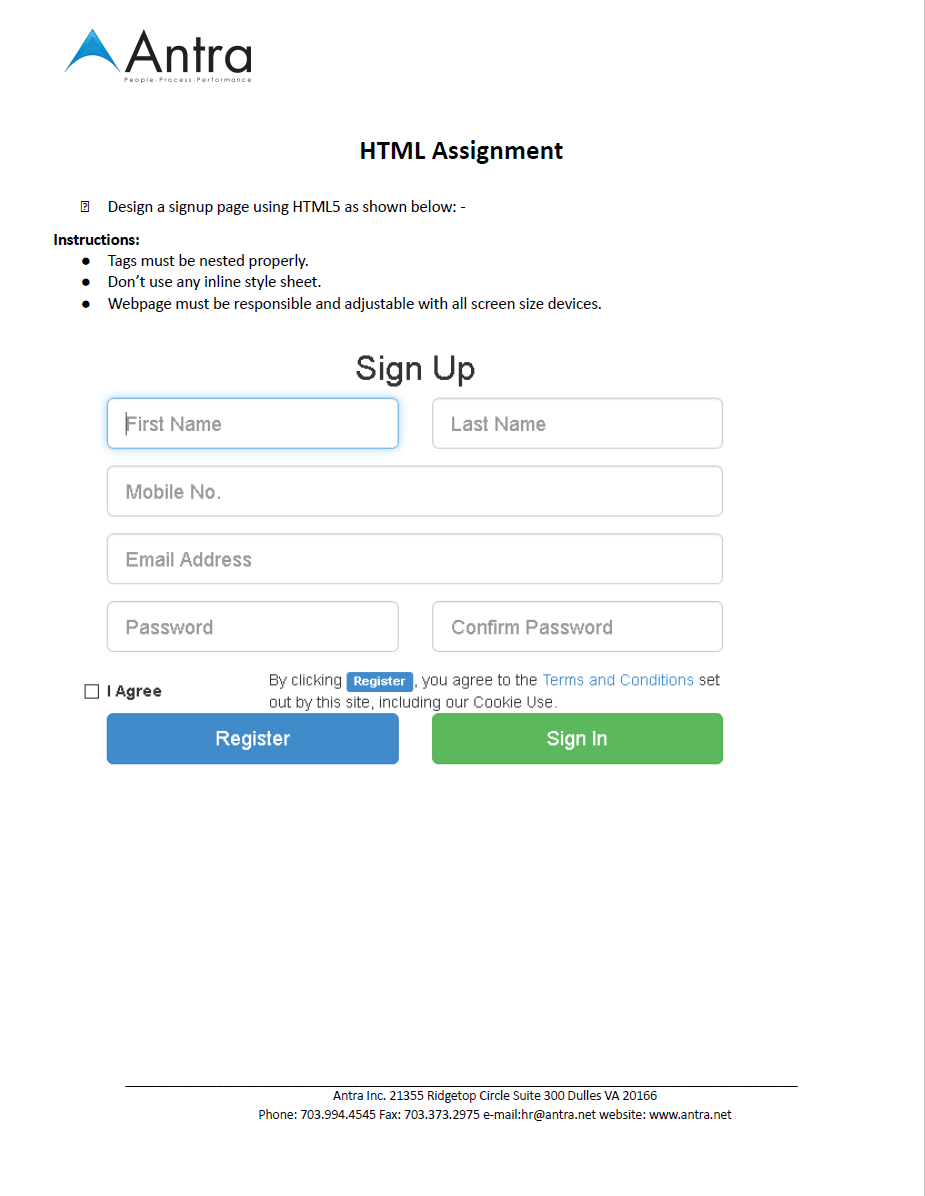 Antra
People-Process-Performance
HTML Assignment
Design a signup page using HTML5 as shown below: -
Instructions:
● Tags must be nested properly.
● Don’t use any inline style sheet.
● Webpage must be responsible and adjustable with all screen size devices.
Sign Up
First Name Last Name
Mobile No.
Email Address
Password Confirm Password
I Agree By clicking Register, you agree to the Terms and Conditions set
out by this site, including our Cookie Use.
Register Sign In
Antra Inc. 21355 Ridgetop Circle Suite 300 Dulles VA 20166
Phone: 703.994.4545 Fax: 703.373.2975 e-mail:hr@antra.net website: www.antra.net